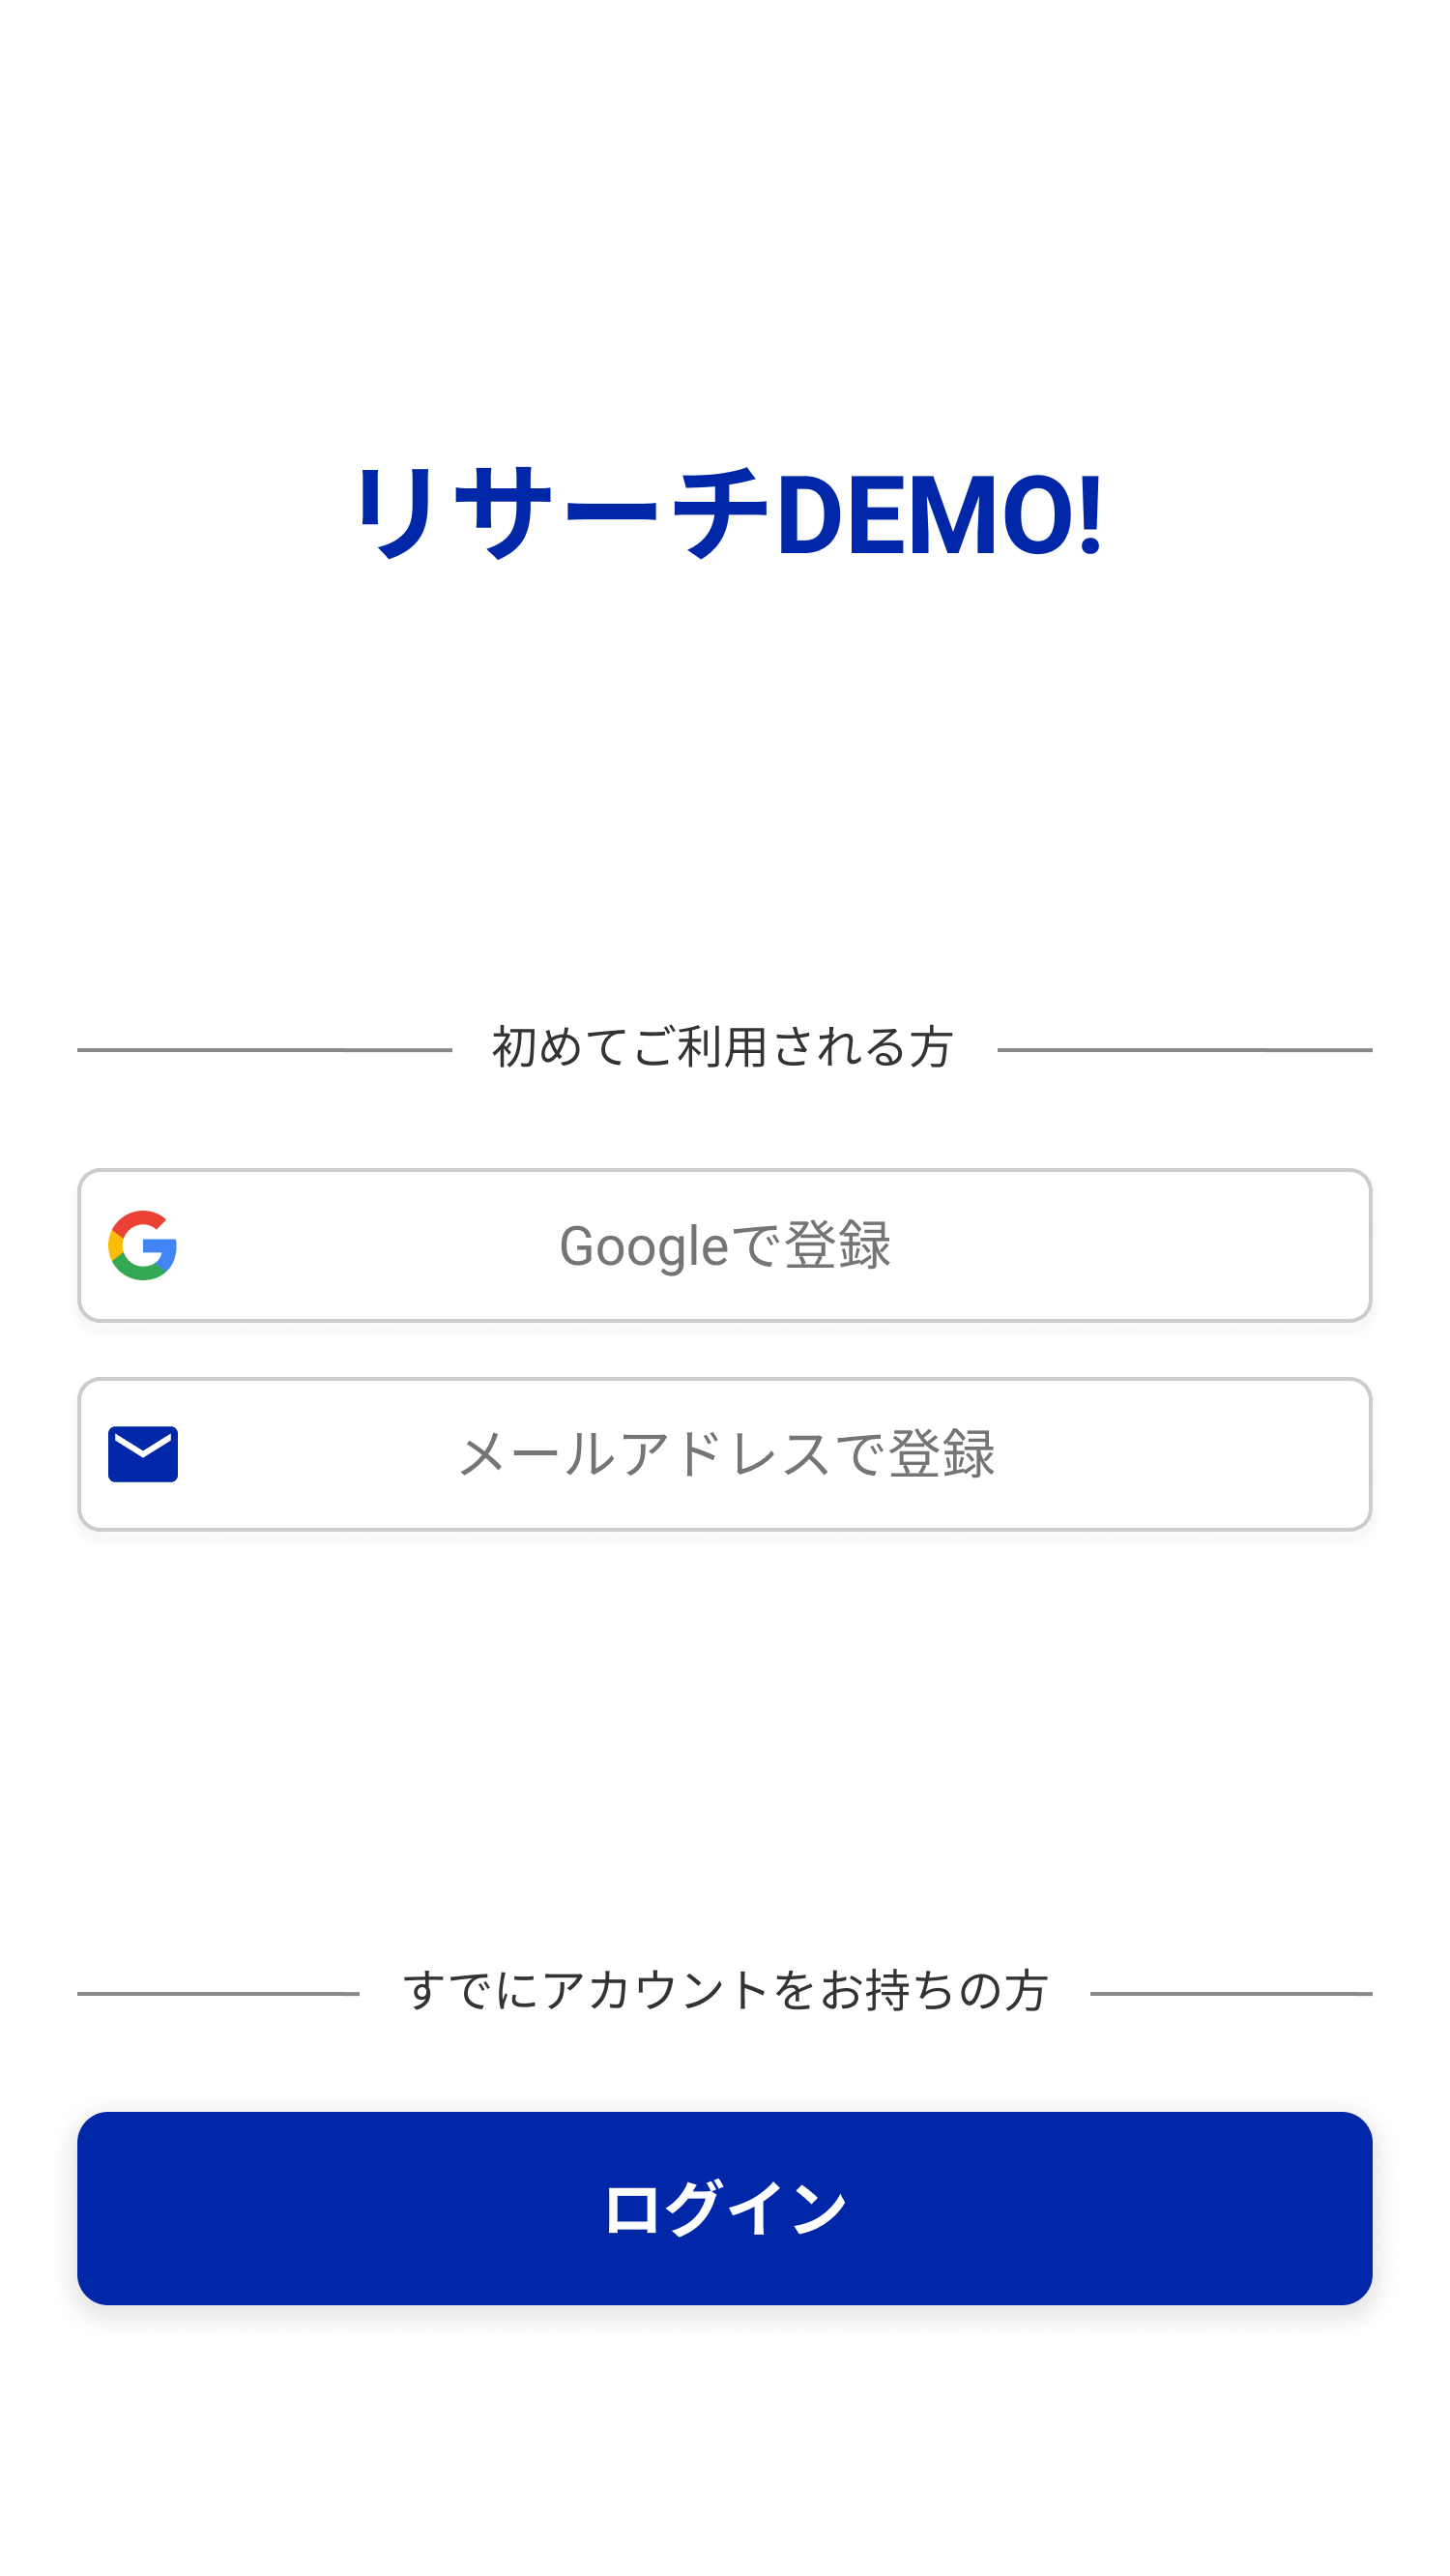 リサーチDEMO!
初めてご利用される方
Googleで登録
メールアドレスで登録
すでにアカウントをお持ちの方
ログイン